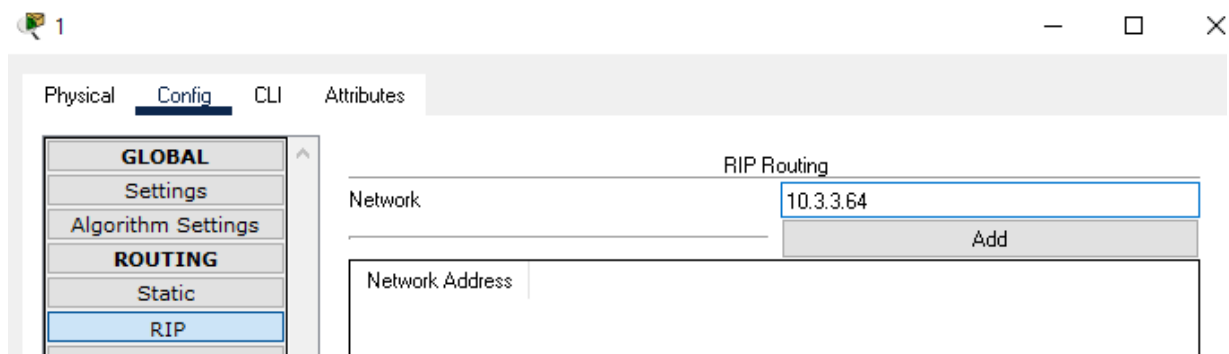 1
Physical Config CLI Attributes
GLOBAL
Settings
Algorithm Settings
ROUTING
Static
RIP
RIP Routing
Network 10.3.3.64
Add
Network Address